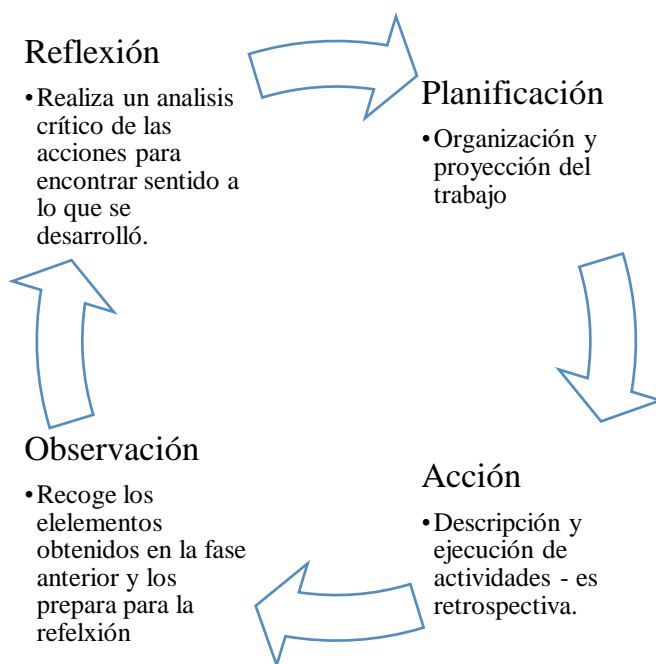 Reflexión
•Realiza un analisis
crítico de las
acciones para
encontrar sentido a
lo que se
desarrolló.
Planificación
•Organización y
proyección del
trabajo
Acción
•Descripción y
ejecución de
actividades - es
retrospectiva.
Observación
•Recoge los
elelementos
obtenidos en la fase
anterior y los
prepara para la
refelxión